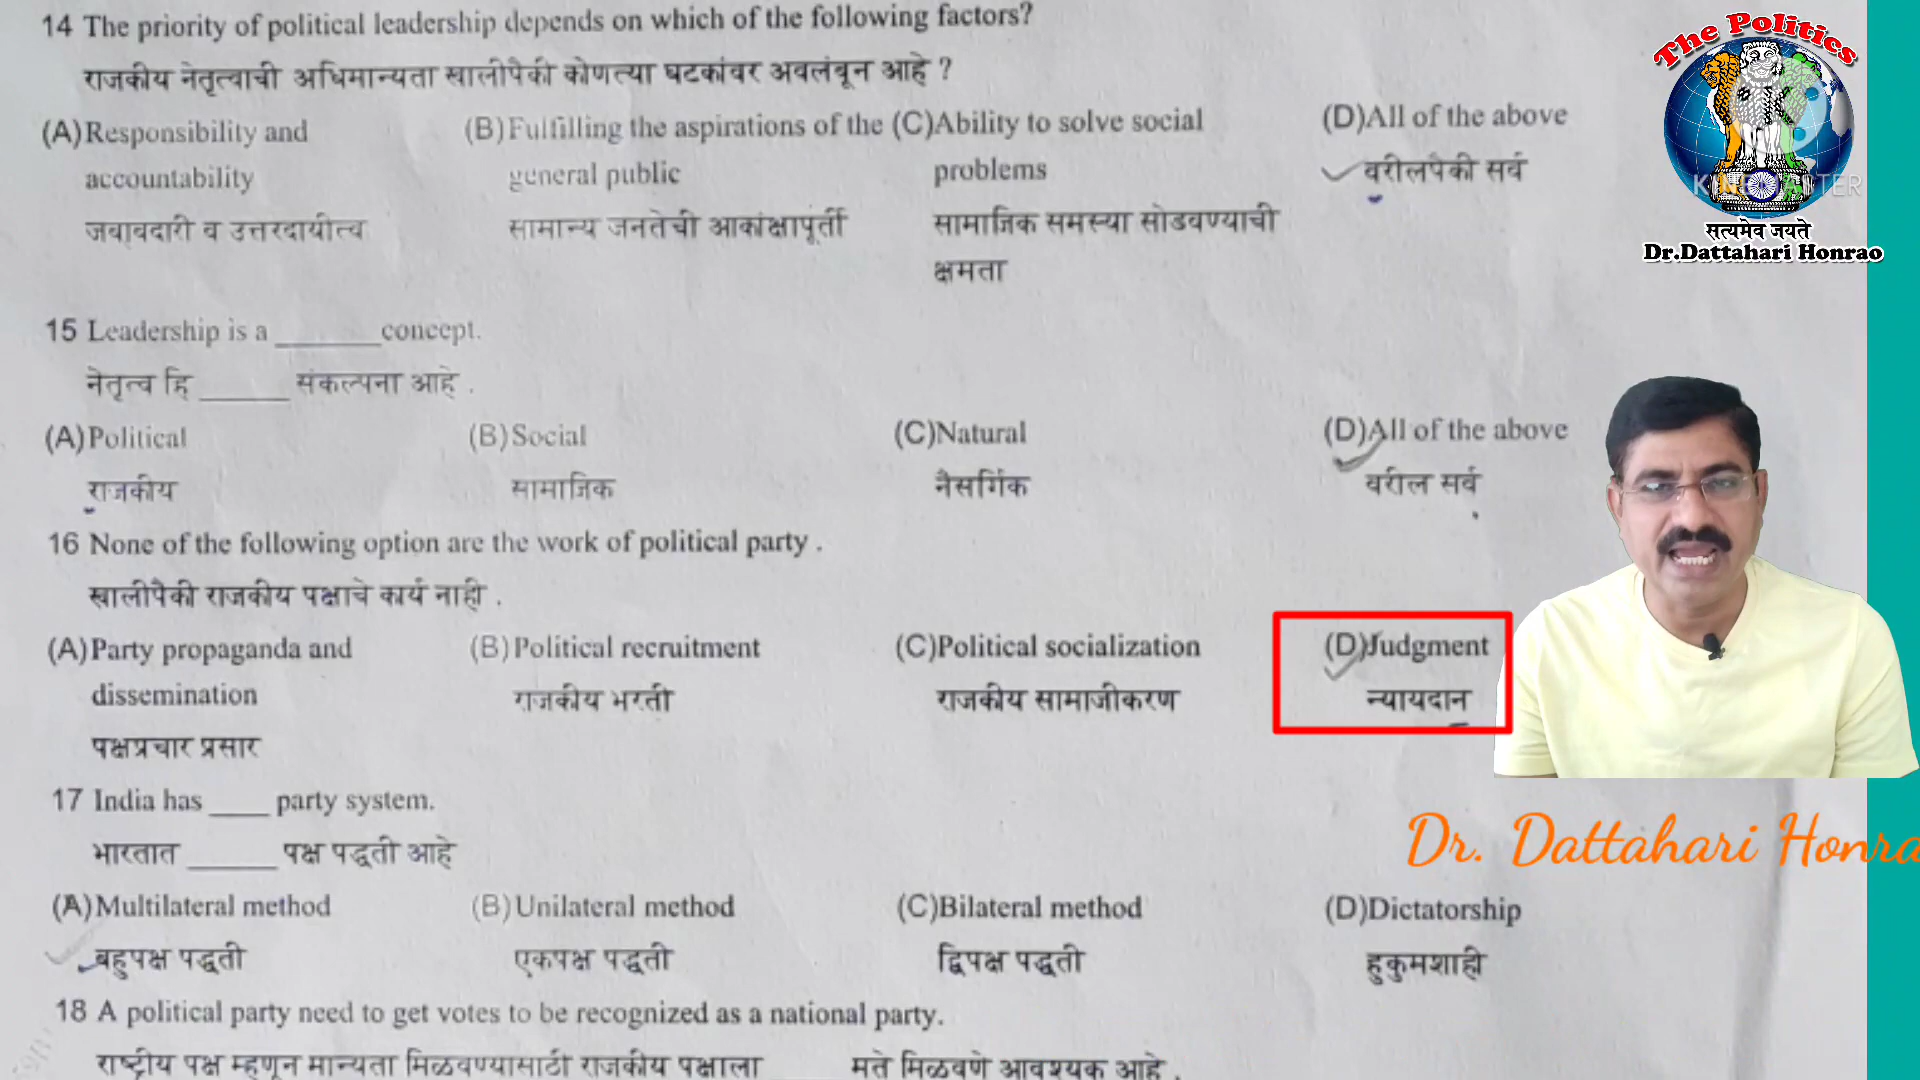 14 The priority of political leadership depends on which of the following factors?
राजकीय नेतृत्वाची अधिमान्यता खालीपैकी कोणत्या घटकांवर अवलंबून आहे ?
(A)Responsibility and accountability
जवाबदारी व उत्तरदायीत्व
(B)Fulfilling the aspirations of the general public
सामान्य जनतेची आकांक्षापूर्ती
(C)Ability to solve social problems
सामाजिक समस्या सोडवण्याची
क्षमता
(D)All of the above
वरीलपैकी सर्व
15 Leadership is a _______concept.
नेतृत्व हि ______ संकल्पना आहे .
(A)Political
राजकीय
(B)Social
सामाजिक
(C)Natural
नैसर्गिक
(D)All of the above
वरील सर्व
16 None of the following option are the work of political party .
खालीपैकी राजकीय पक्षाचे कार्य नाही .
(A)Party propaganda and
dissemination
पक्षप्रचार प्रसार
(B)Political recruitment
राजकीय भरती
(C)Political socialization
राजकीय सामाजीकरण
(D)Judgment
न्यायदान
17 India has ____ party system.
भारतात ______ पक्ष पद्धती आहे
(A)Multilateral method
बहुपक्ष पद्धती
(B)Unilateral method
एकपक्ष पद्धती
(C)Bilateral method
द्विपक्ष पद्धती
(D)Dictatorship
हुकुमशाही
18 A political party need to get votes to be recognized as a national party.
राष्ट्रीय पक्ष म्हणून मान्यता मिळवण्यासाठी राजकीय पक्षाला मते मिळवणे आवश्यक आहे .
The Politics
KINEMASTER
सत्यमेव जयते
Dr.Dattahari Honrao
Dr. Dattahari Honra